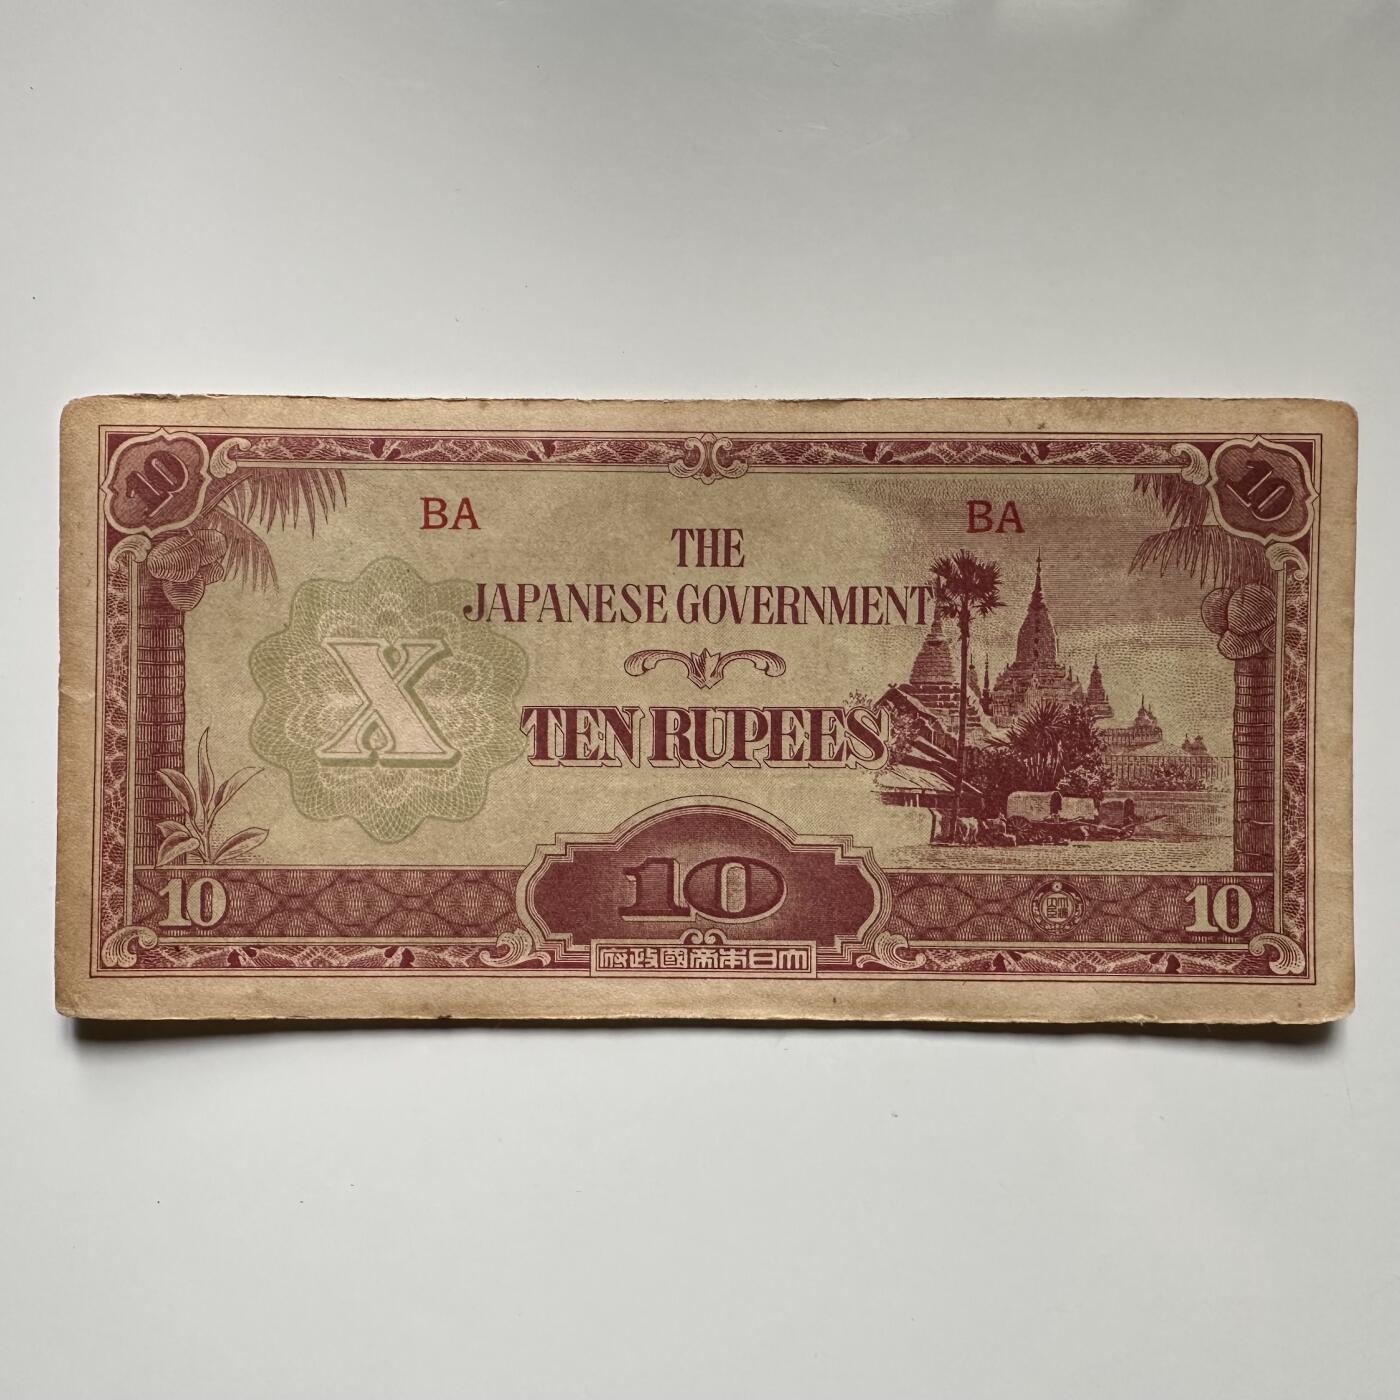 10
10
BA
BA
THE
JAPANESE GOVERNMENT
X
TEN RUPEES
10
10
10
府政國帝本日大